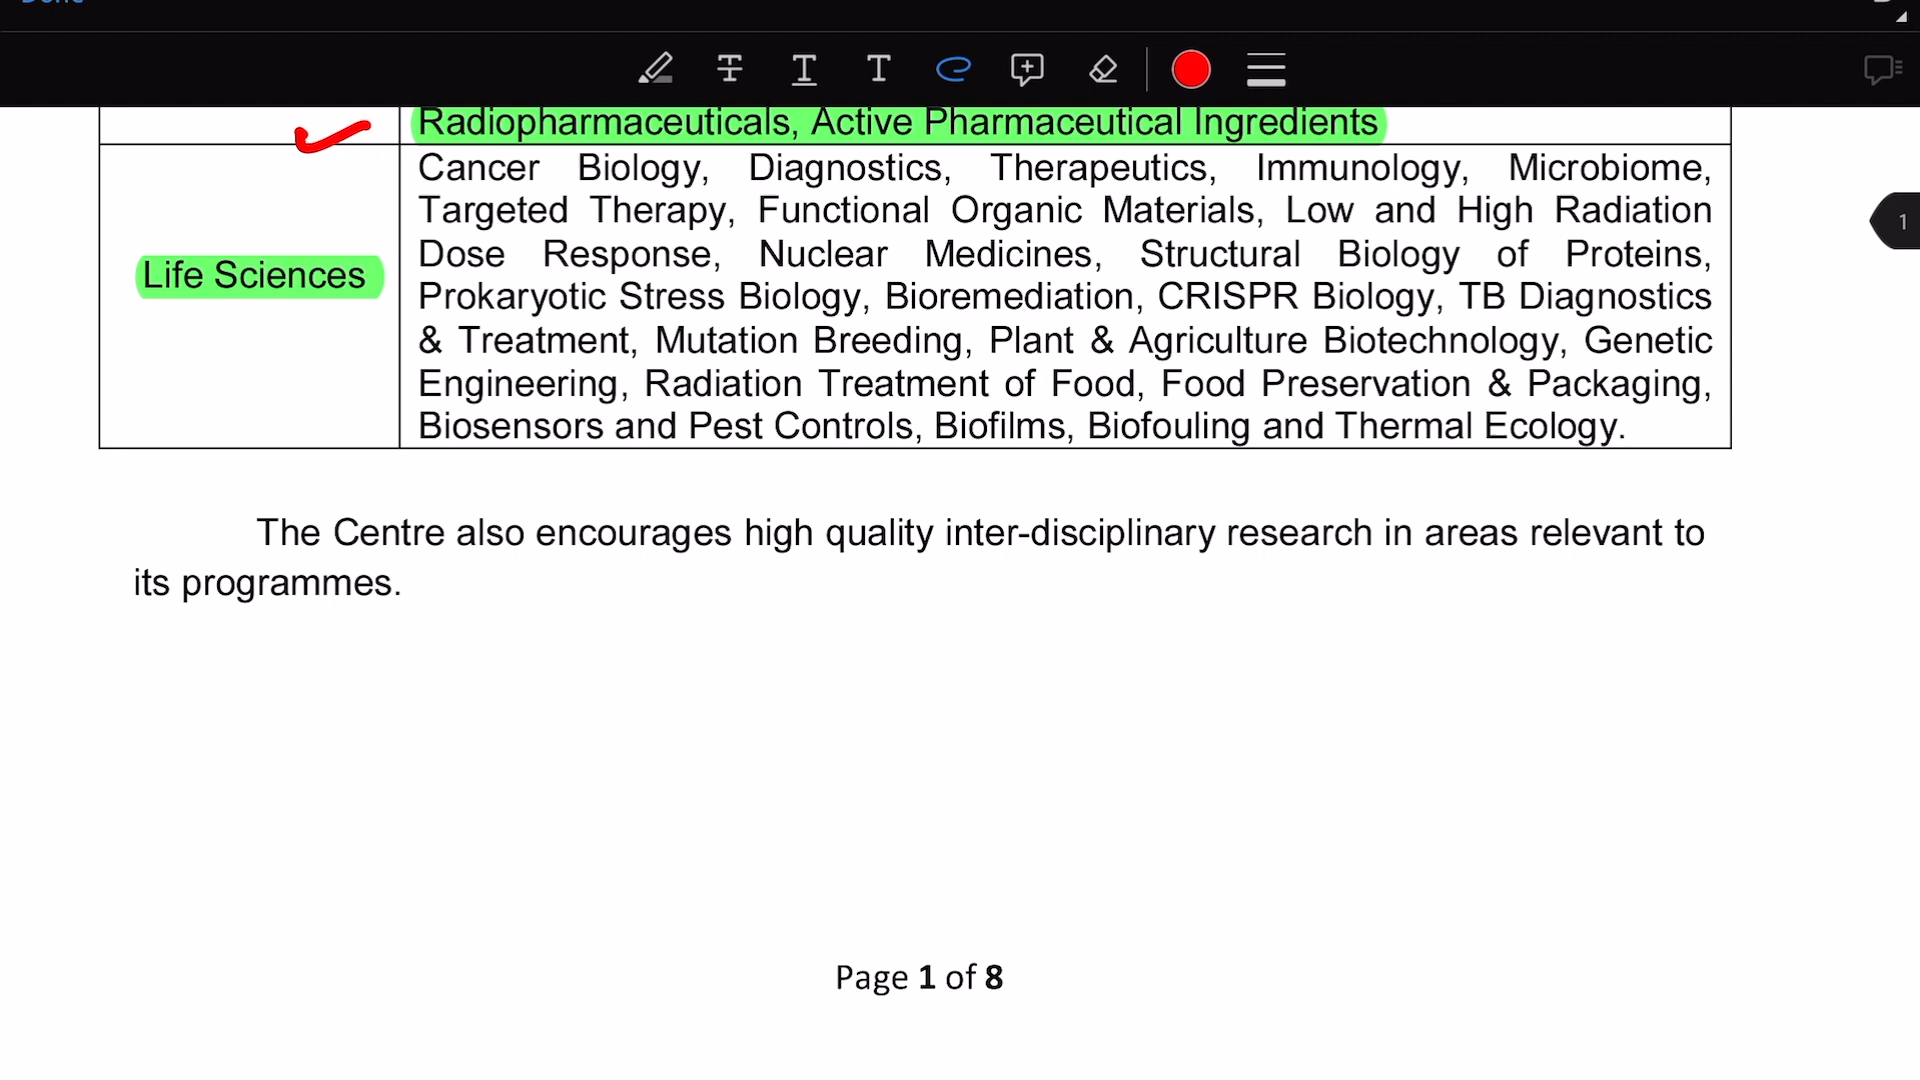 Radiopharmaceuticals, Active Pharmaceutical Ingredients
Life Sciences
Cancer Biology, Diagnostics, Therapeutics, Immunology, Microbiome,
Targeted Therapy, Functional Organic Materials, Low and High Radiation
Dose Response, Nuclear Medicines, Structural Biology of Proteins,
Prokaryotic Stress Biology, Bioremediation, CRISPR Biology, TB Diagnostics
& Treatment, Mutation Breeding, Plant & Agriculture Biotechnology, Genetic
Engineering, Radiation Treatment of Food, Food Preservation & Packaging,
Biosensors and Pest Controls, Biofilms, Biofouling and Thermal Ecology.
The Centre also encourages high quality inter-disciplinary research in areas relevant to
its programmes.
Page 1 of 8
1